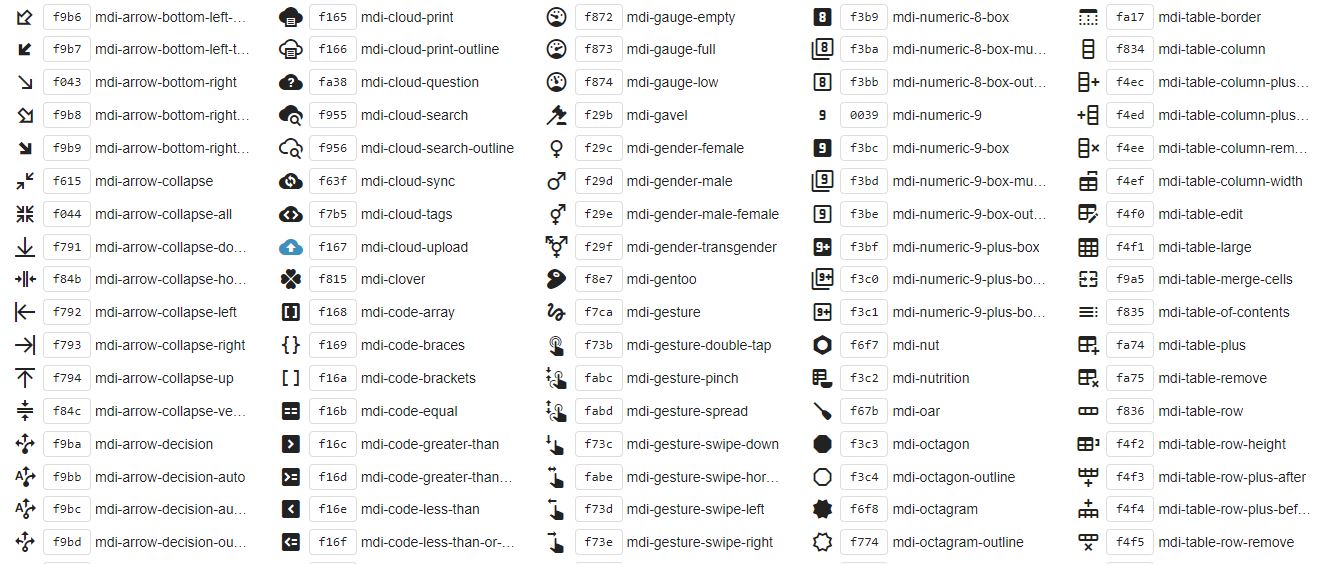 f9b6 mdi-arrow-bottom-left-…
f9b7 mdi-arrow-bottom-left-t…
f043 mdi-arrow-bottom-right
f9b8 mdi-arrow-bottom-right…
f9b9 mdi-arrow-bottom-right…
f615 mdi-arrow-collapse
f044 mdi-arrow-collapse-all
f791 mdi-arrow-collapse-do…
f84b mdi-arrow-collapse-ho…
f792 mdi-arrow-collapse-left
f793 mdi-arrow-collapse-right
f794 mdi-arrow-collapse-up
f84c mdi-arrow-collapse-ve…
f9ba mdi-arrow-decision
f9bb mdi-arrow-decision-auto
f9bc mdi-arrow-decision-au…
f9bd mdi-arrow-decision-ou…
f165 mdi-cloud-print
f166 mdi-cloud-print-outline
fa38 mdi-cloud-question
f955 mdi-cloud-search
f956 mdi-cloud-search-outline
f63f mdi-cloud-sync
f7b5 mdi-cloud-tags
f167 mdi-cloud-upload
f815 mdi-clover
f168 mdi-code-array
f169 mdi-code-braces
f16a mdi-code-brackets
f16b mdi-code-equal
f16c mdi-code-greater-than
f16d mdi-code-greater-than…
f16e mdi-code-less-than
f16f mdi-code-less-than-or-…
f872 mdi-gauge-empty
f873 mdi-gauge-full
f874 mdi-gauge-low
f29b mdi-gavel
f29c mdi-gender-female
f29d mdi-gender-male
f29e mdi-gender-male-female
f29f mdi-gender-transgender
f8e7 mdi-gentoo
f7ca mdi-gesture
f73b mdi-gesture-double-tap
fabc mdi-gesture-pinch
fabd mdi-gesture-spread
f73c mdi-gesture-swipe-down
fabe mdi-gesture-swipe-hor…
f73d mdi-gesture-swipe-left
f73e mdi-gesture-swipe-right
8 f3b9 mdi-numeric-8-box
8 f3ba mdi-numeric-8-box-mu…
8 f3bb mdi-numeric-8-box-out…
9 0039 mdi-numeric-9
9 f3bc mdi-numeric-9-box
9 f3bd mdi-numeric-9-box-mu…
9 f3be mdi-numeric-9-box-out…
9+ f3bf mdi-numeric-9-plus-box
9+ f3c0 mdi-numeric-9-plus-bo…
9+ f3c1 mdi-numeric-9-plus-bo…
f6f7 mdi-nut
f3c2 mdi-nutrition
f67b mdi-oar
f3c3 mdi-octagon
f3c4 mdi-octagon-outline
f6f8 mdi-octagram
f774 mdi-octagram-outline
fa17 mdi-table-border
f834 mdi-table-column
f4ec mdi-table-column-plus…
f4ed mdi-table-column-plus…
f4ee mdi-table-column-rem…
f4ef mdi-table-column-width
f4f0 mdi-table-edit
f4f1 mdi-table-large
f9a5 mdi-table-merge-cells
f835 mdi-table-of-contents
fa74 mdi-table-plus
fa75 mdi-table-remove
f836 mdi-table-row
f4f2 mdi-table-row-height
f4f3 mdi-table-row-plus-after
f4f4 mdi-table-row-plus-bef…
f4f5 mdi-table-row-remove